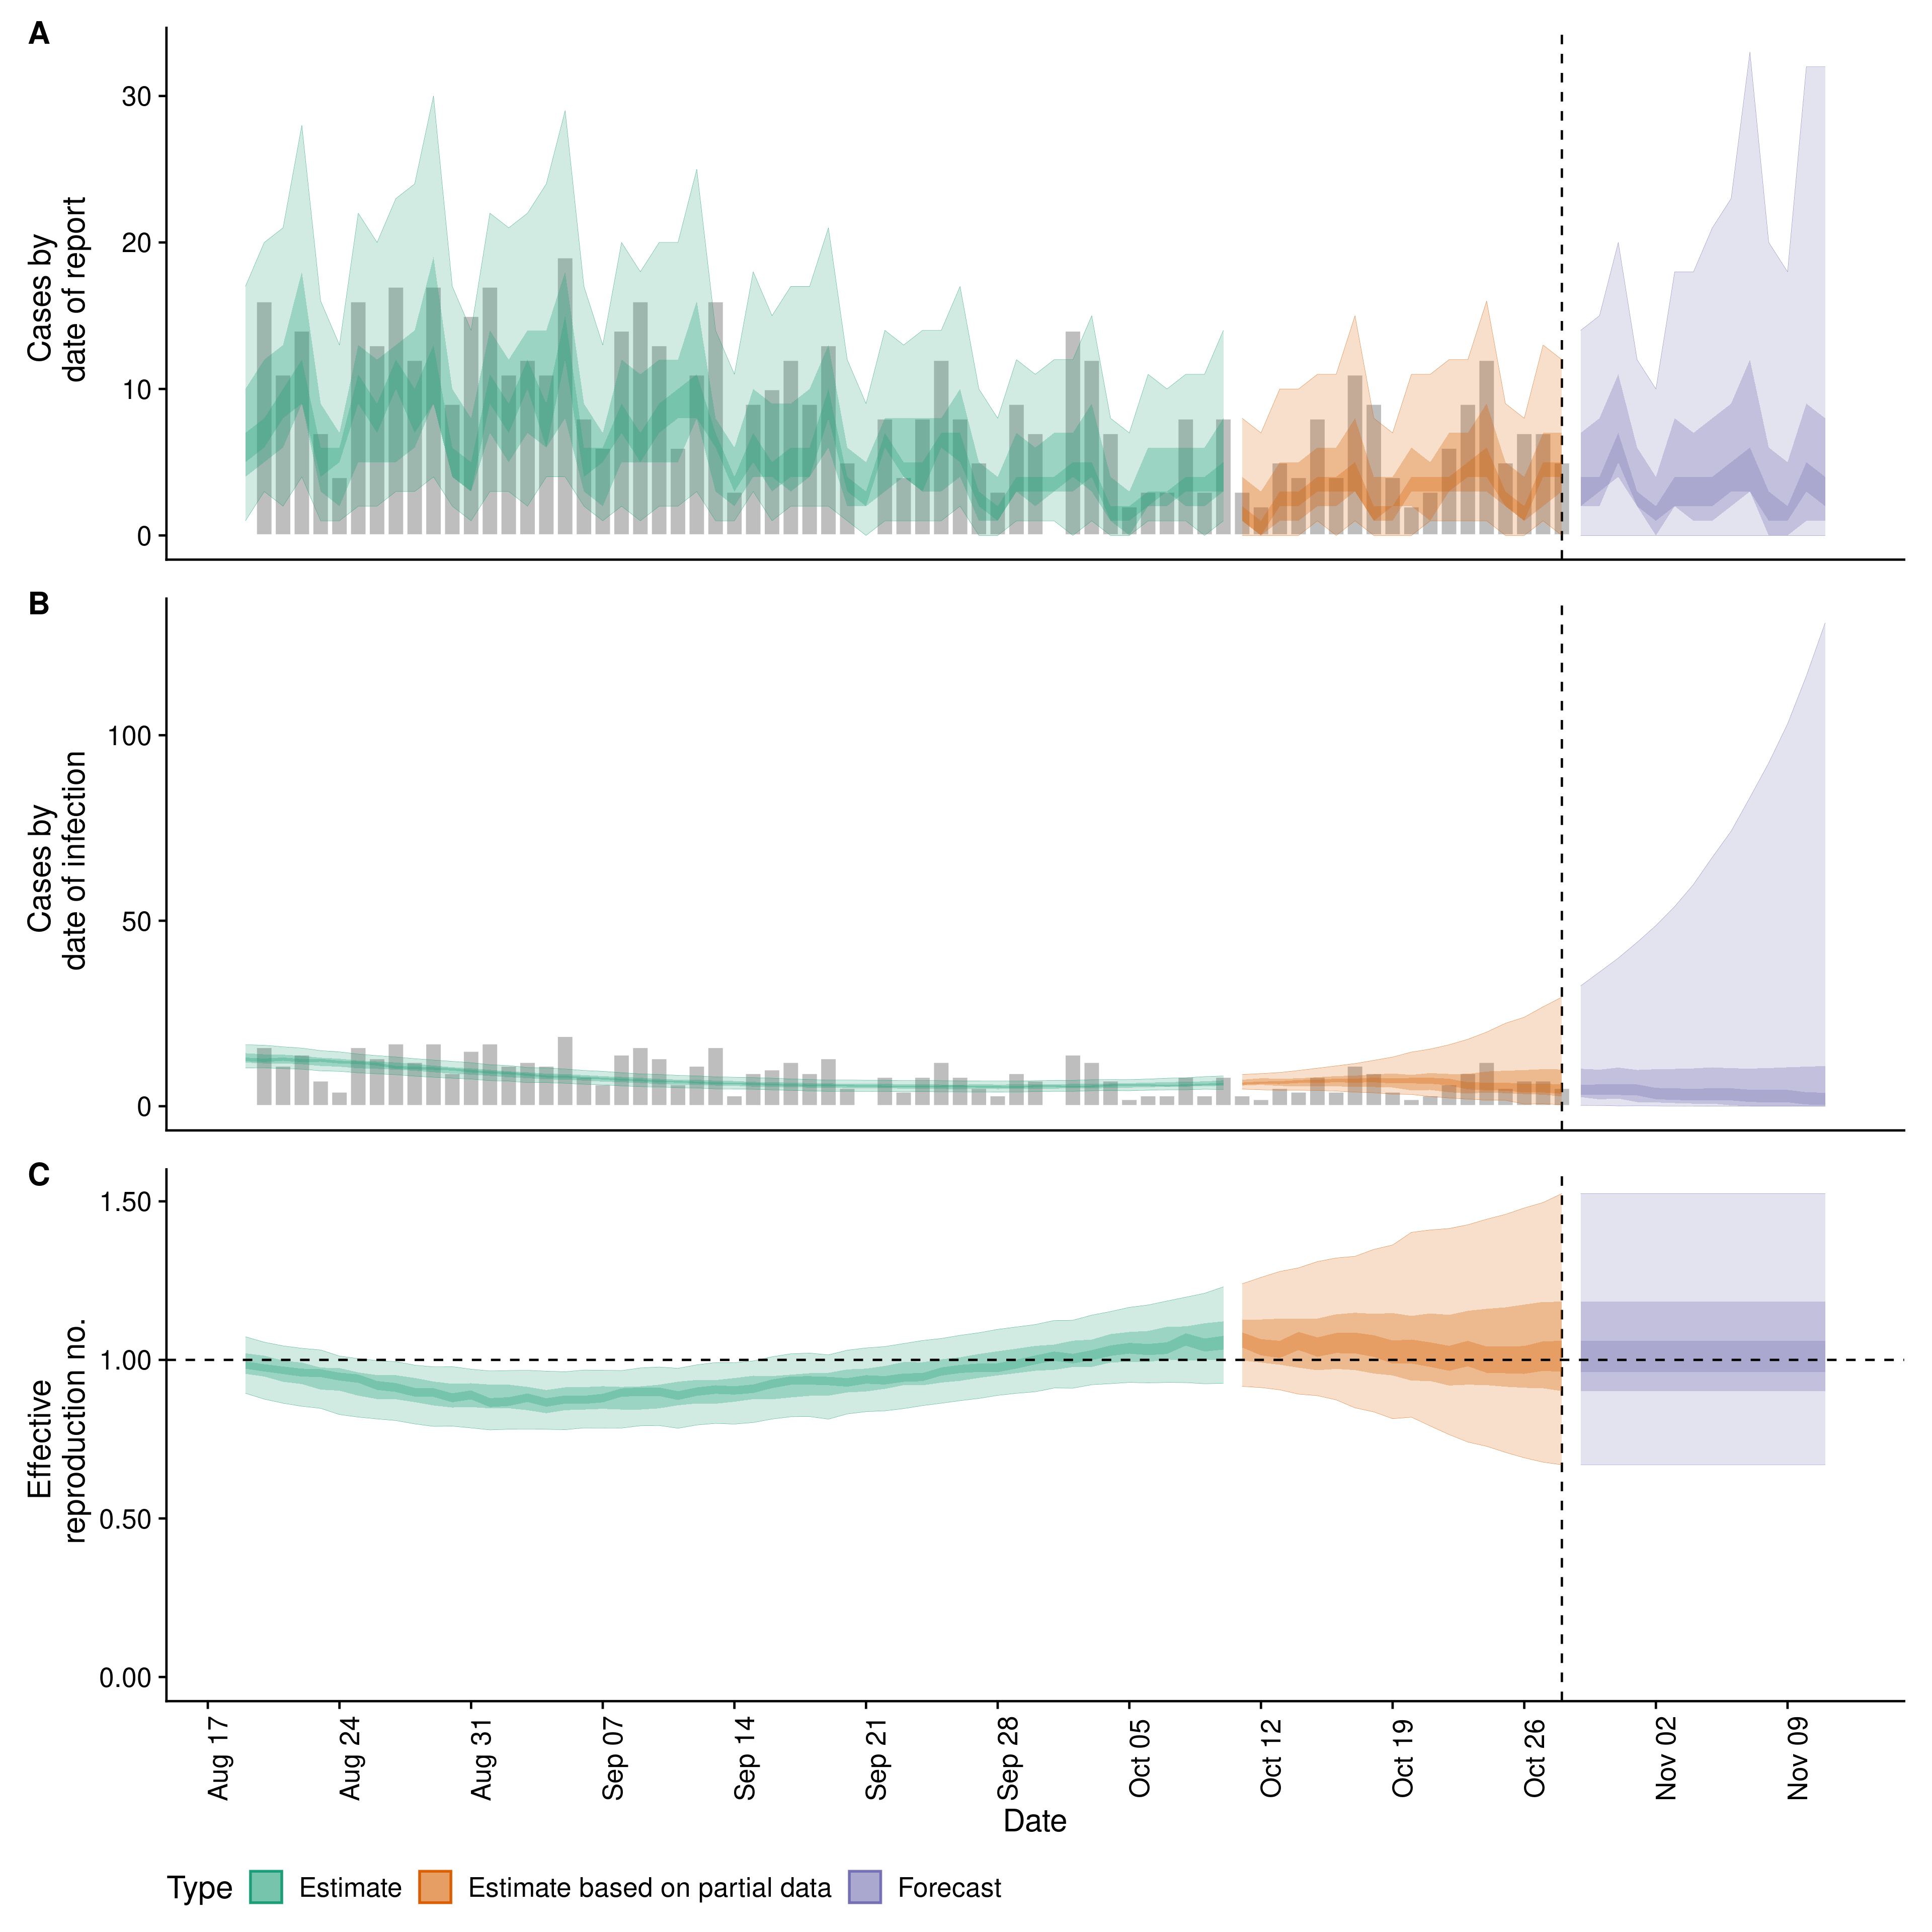 A
30
20
10
0
Cases by
date of report
B
100
50
0
Cases by
date of infection
C
1.50
1.00
0.50
0.00
Effective
reproduction no.
Aug 17
Aug 24
Aug 31
Sep 07
Sep 14
Sep 21
Sep 28
Oct 05
Oct 12
Oct 19
Oct 26
Nov 02
Nov 09
Date
Type Estimate Estimate based on partial data Forecast